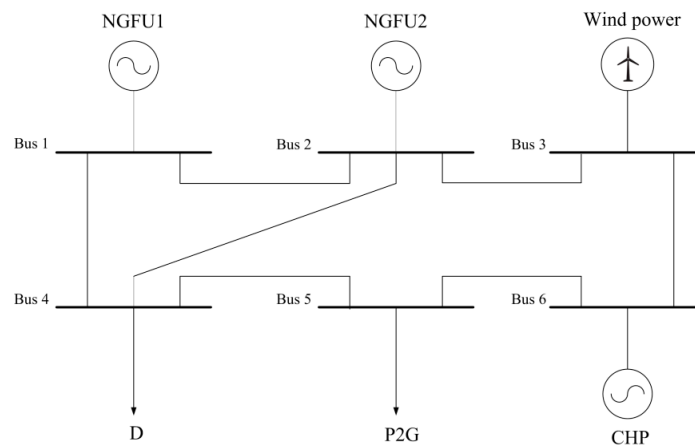 NGFU1
NGFU2
Wind power
Bus 1
Bus 2
Bus 3
Bus 4
Bus 5
Bus 6
D
P2G
CHP